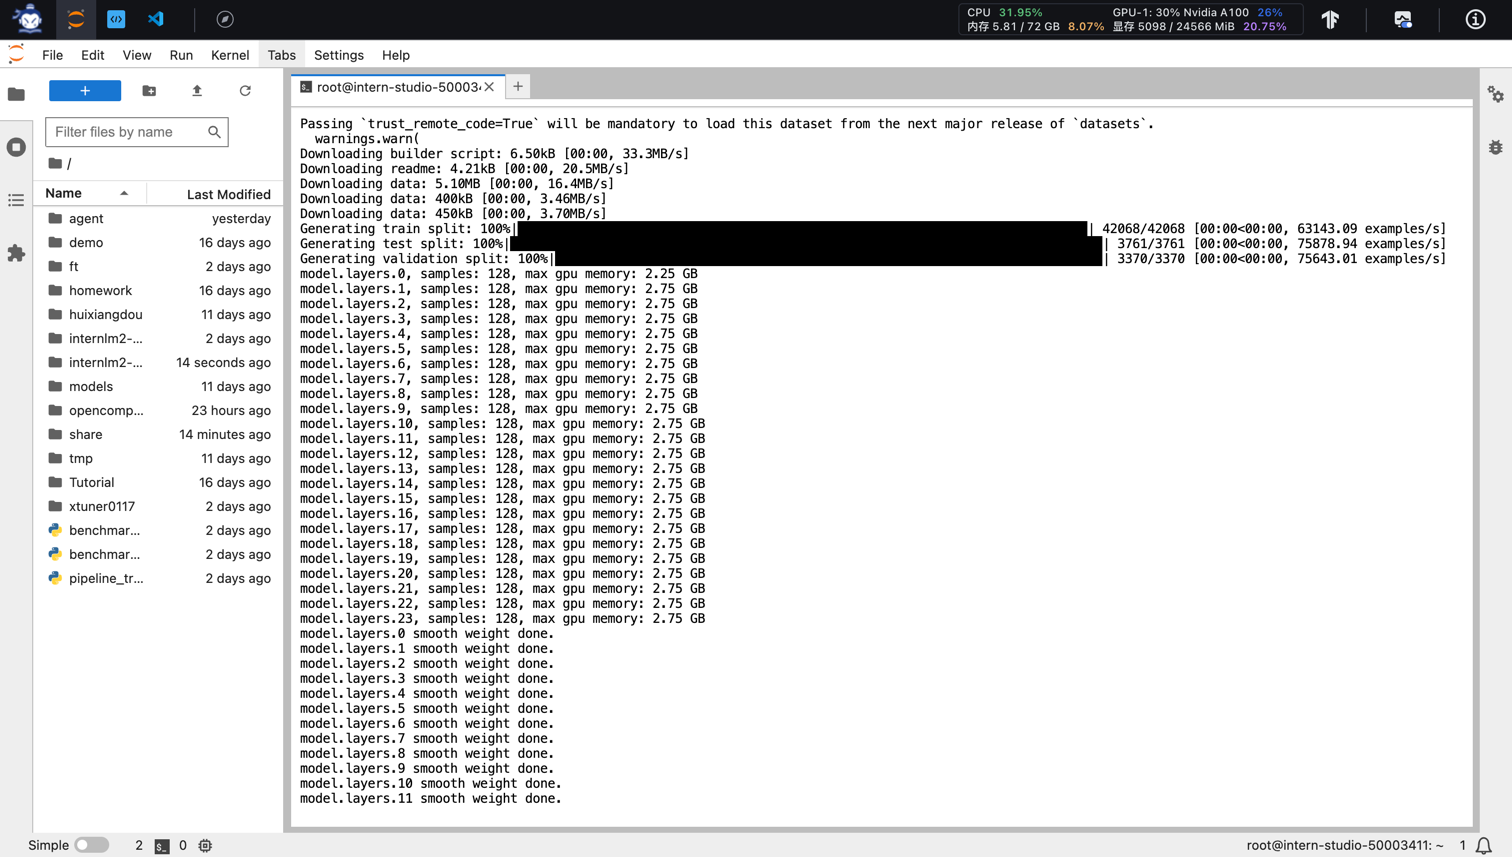 CPU 31.95% GPU-1: 30% Nvidia A100 26%
内存 5.81 / 72 GB 8.07% 显存 5098 / 24566 MiB 20.75%
File Edit View Run Kernel Tabs Settings Help
root@intern-studio-50003
Filter files by name
/
Name Last Modified
agent yesterday
demo 16 days ago
ft 2 days ago
homework 16 days ago
huixiangdou 11 days ago
internlm2-... 2 days ago
internlm2-... 14 seconds ago
models 11 days ago
opencomp... 23 hours ago
share 14 minutes ago
tmp 11 days ago
Tutorial 16 days ago
xtuner0117 2 days ago
benchmar... 2 days ago
benchmar... 2 days ago
pipeline_tr... 2 days ago
Passing `trust_remote_code=True` will be mandatory to load this dataset from the next major release of `datasets`.
warnings.warn(
Downloading builder script: 6.50kB [00:00, 33.3MB/s]
Downloading readme: 4.21kB [00:00, 20.5MB/s]
Downloading data: 5.10MB [00:00, 16.4MB/s]
Downloading data: 400kB [00:00, 3.46MB/s]
Downloading data: 450kB [00:00, 3.70MB/s]
Generating train split: 100%| | 42068/42068 [00:00<00:00, 63143.09 examples/s]
Generating test split: 100%| | 3761/3761 [00:00<00:00, 75878.94 examples/s]
Generating validation split: 100%| | 3370/3370 [00:00<00:00, 75643.01 examples/s]
model.layers.0, samples: 128, max gpu memory: 2.25 GB
model.layers.1, samples: 128, max gpu memory: 2.75 GB
model.layers.2, samples: 128, max gpu memory: 2.75 GB
model.layers.3, samples: 128, max gpu memory: 2.75 GB
model.layers.4, samples: 128, max gpu memory: 2.75 GB
model.layers.5, samples: 128, max gpu memory: 2.75 GB
model.layers.6, samples: 128, max gpu memory: 2.75 GB
model.layers.7, samples: 128, max gpu memory: 2.75 GB
model.layers.8, samples: 128, max gpu memory: 2.75 GB
model.layers.9, samples: 128, max gpu memory: 2.75 GB
model.layers.10, samples: 128, max gpu memory: 2.75 GB
model.layers.11, samples: 128, max gpu memory: 2.75 GB
model.layers.12, samples: 128, max gpu memory: 2.75 GB
model.layers.13, samples: 128, max gpu memory: 2.75 GB
model.layers.14, samples: 128, max gpu memory: 2.75 GB
model.layers.15, samples: 128, max gpu memory: 2.75 GB
model.layers.16, samples: 128, max gpu memory: 2.75 GB
model.layers.17, samples: 128, max gpu memory: 2.75 GB
model.layers.18, samples: 128, max gpu memory: 2.75 GB
model.layers.19, samples: 128, max gpu memory: 2.75 GB
model.layers.20, samples: 128, max gpu memory: 2.75 GB
model.layers.21, samples: 128, max gpu memory: 2.75 GB
model.layers.22, samples: 128, max gpu memory: 2.75 GB
model.layers.23, samples: 128, max gpu memory: 2.75 GB
model.layers.0 smooth weight done.
model.layers.1 smooth weight done.
model.layers.2 smooth weight done.
model.layers.3 smooth weight done.
model.layers.4 smooth weight done.
model.layers.5 smooth weight done.
model.layers.6 smooth weight done.
model.layers.7 smooth weight done.
model.layers.8 smooth weight done.
model.layers.9 smooth weight done.
model.layers.10 smooth weight done.
model.layers.11 smooth weight done.
Simple 2 0 root@intern-studio-50003411: ~ 1